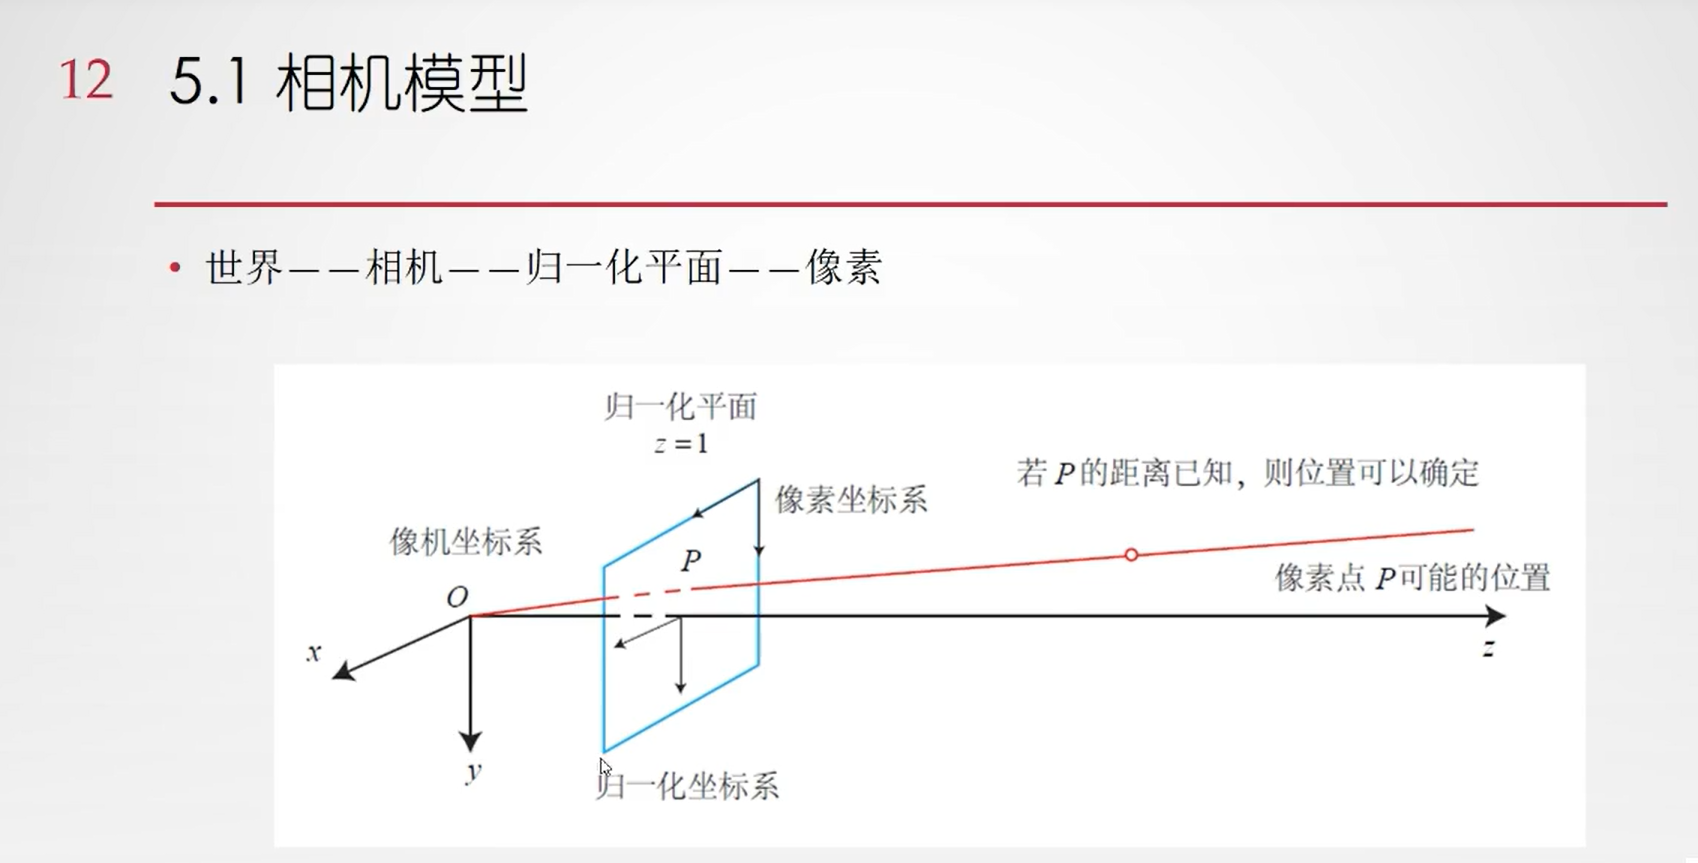 12 5.1 相机模型
• 世界——相机——归一化平面——像素
归一化平面
z =1
若 P 的距离已知，则位置可以确定
像素坐标系
像机坐标系
P
像素点 P 可能的位置
O
x
z
y
归一化坐标系